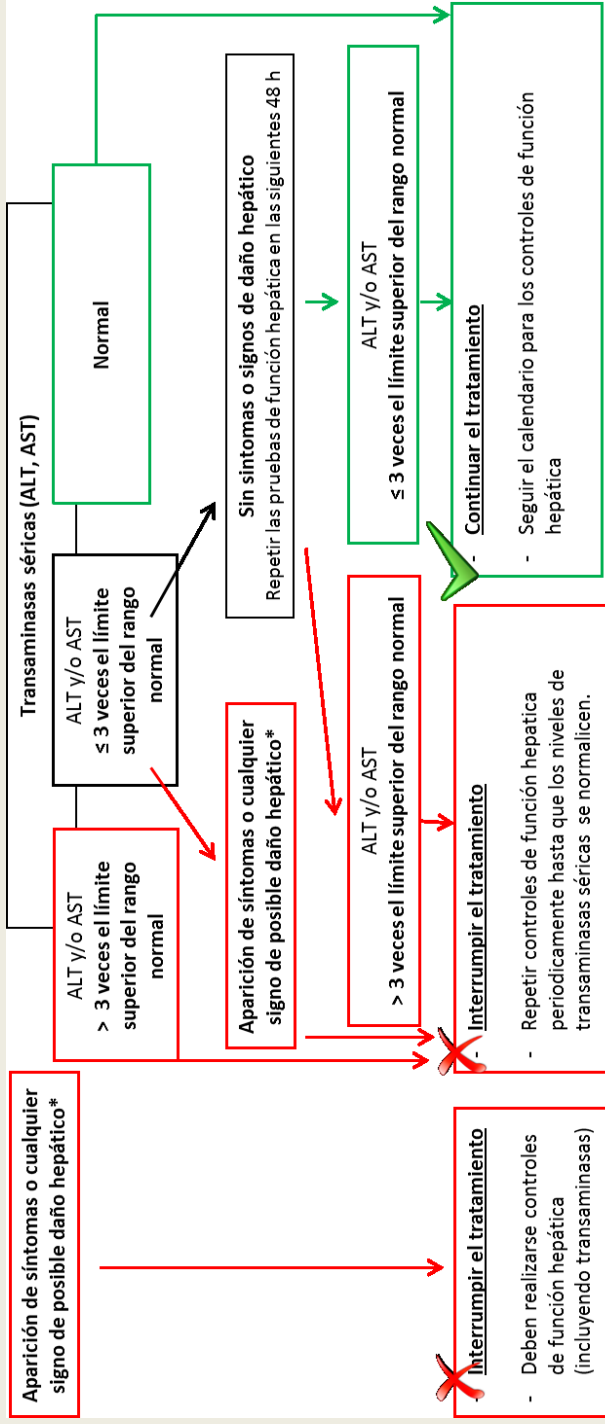 Aparición de síntomas o cualquier
signo de posible daño hepático*
Transaminasas séricas (ALT, AST)
ALT y/o AST
> 3 veces el límite
superior del rango
normal
ALT y/o AST
≤ 3 veces el límite
superior del rango
normal
Normal
Aparición de síntomas o cualquier
signo de posible daño hepático*
Sin síntomas o signos de daño hepático
Repetir las pruebas de función hepática en las siguientes 48 h
ALT y/o AST
> 3 veces el límite superior del rango normal
ALT y/o AST
≤ 3 veces el límite superior del rango normal
- Interrumpir el tratamiento
- Deben realizarse controles
de función hepática
(incluyendo transaminasas)
- Interrumpir el tratamiento
- Repetir controles de función hepatica
periodicamente hasta que los niveles de
transaminasas séricas se normalicen.
- Continuar el tratamiento
- Seguir el calendario para los controles de función
hepática